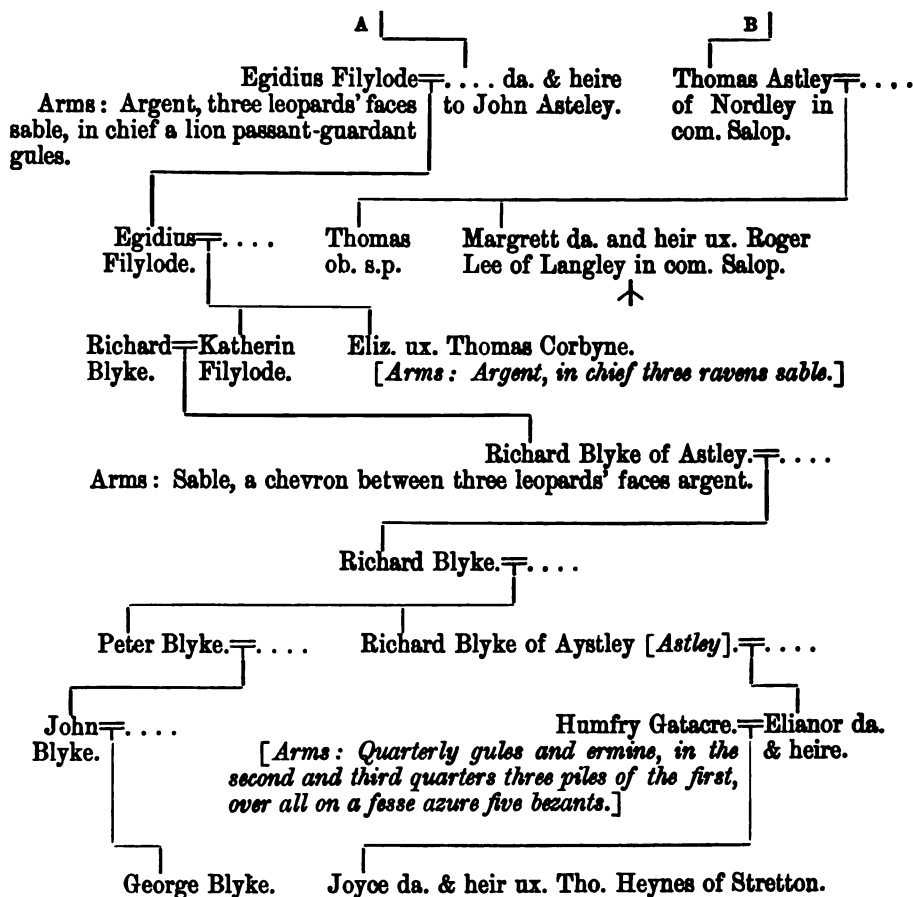 A B
Egidius Filylode=. . . . da. & heire
to John Asteley.
Arms: Argent, three leopards' faces
sable, in chief a lion passant-guardant
gules.
Thomas Astley=. . . .
of Nordley in
com. Salop.
Egidius=. . . .
Filylode.
Thomas
ob. s.p.
Margrett da. and heir ux. Roger
Lee of Langley in com. Salop.
Richard=Katherin
Blyke. Filylode.
Eliz. ux. Thomas Corbyne.
[Arms: Argent, in chief three ravens sable.]
Richard Blyke of Astley.=. . . .
Arms: Sable, a chevron between three leopards' faces argent.
Richard Blyke.=. . . .
Peter Blyke.=. . . .
Richard Blyke of Aystley [Astley].=. . . .
John=. . . .
Blyke.
Humfry Gatacre.=Elianor da.
& heire.
[Arms: Quarterly gules and ermine, in the
second and third quarters three piles of the first,
over all on a fesse azure five bezants.]
George Blyke.
Joyce da. & heir ux. Tho. Heynes of Stretton.